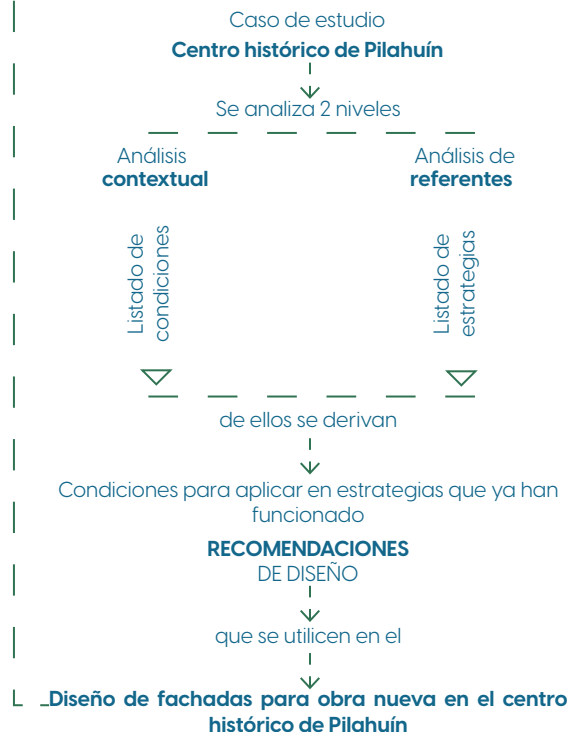 Caso de estudio
Centro histórico de Pilahuín
Se analiza 2 niveles
Análisis
contextual
Análisis de
referentes
Listado de
condiciones
Listado de
estrategias
de ellos se derivan
Condiciones para aplicar en estrategias que ya han
funcionado
RECOMENDACIONES
DE DISEÑO
que se utilicen en el
Diseño de fachadas para obra nueva en el centro
histórico de Pilahuín